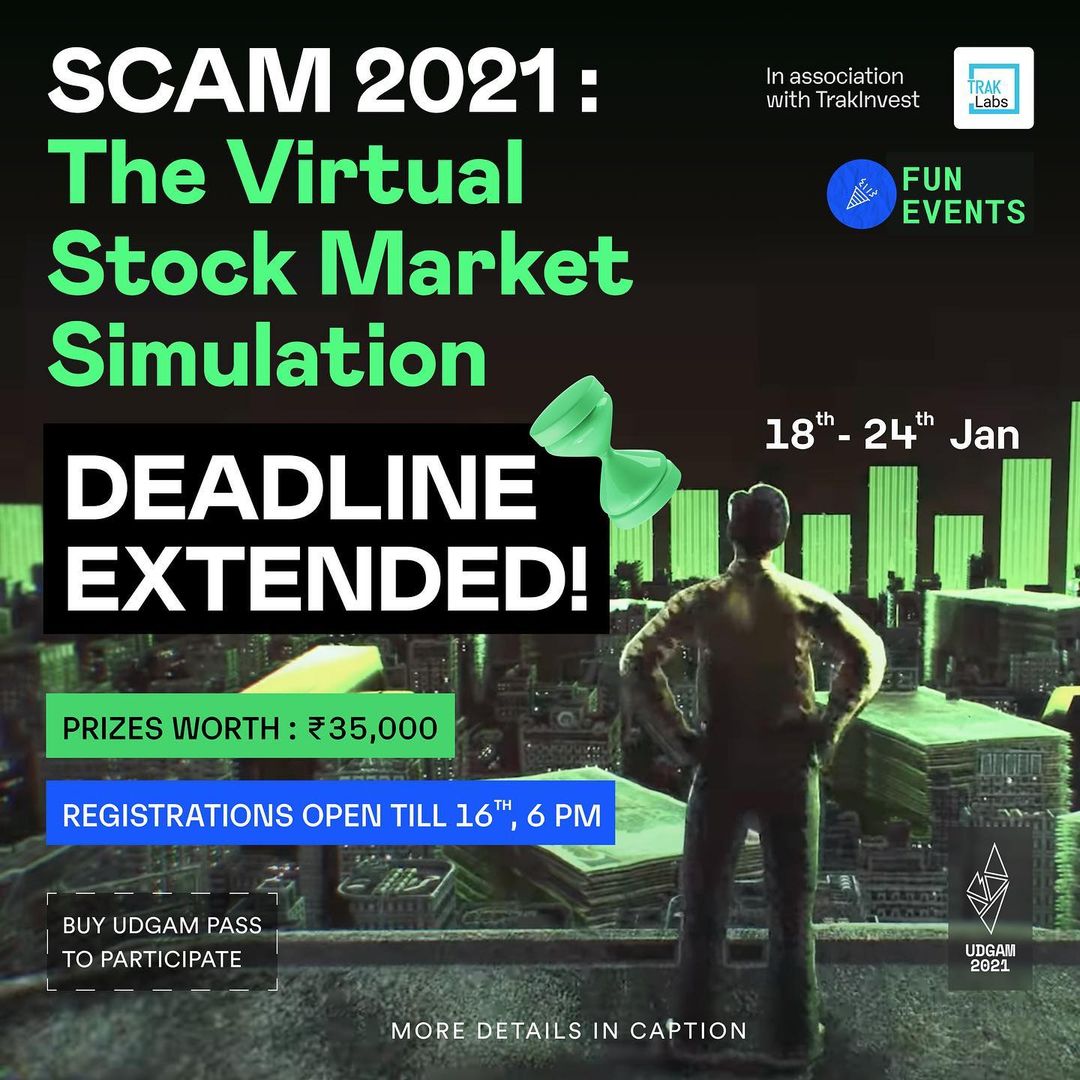 SCAM 2021 :
The Virtual
Stock Market
Simulation
In association
with TrakInvest
TRAK
Labs
FUN
EVENTS
18th - 24th Jan
DEADLINE
EXTENDED!
PRIZES WORTH : ₹35,000
REGISTRATIONS OPEN TILL 16TH, 6 PM
BUY UDGAM PASS
TO PARTICIPATE
UDGAM
2021
MORE DETAILS IN CAPTION